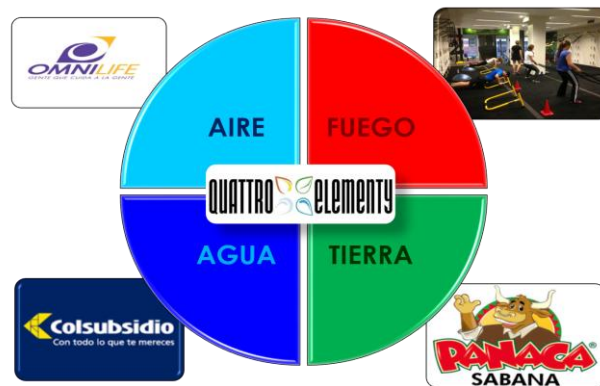 OMNILIFE
GENTE QUE CUIDA A LA GENTE
AIRE
FUEGO
QUATTRO ELEMENTY
AGUA
TIERRA
Colsubsidio
Con todo lo que te mereces
PANACA
SABANA